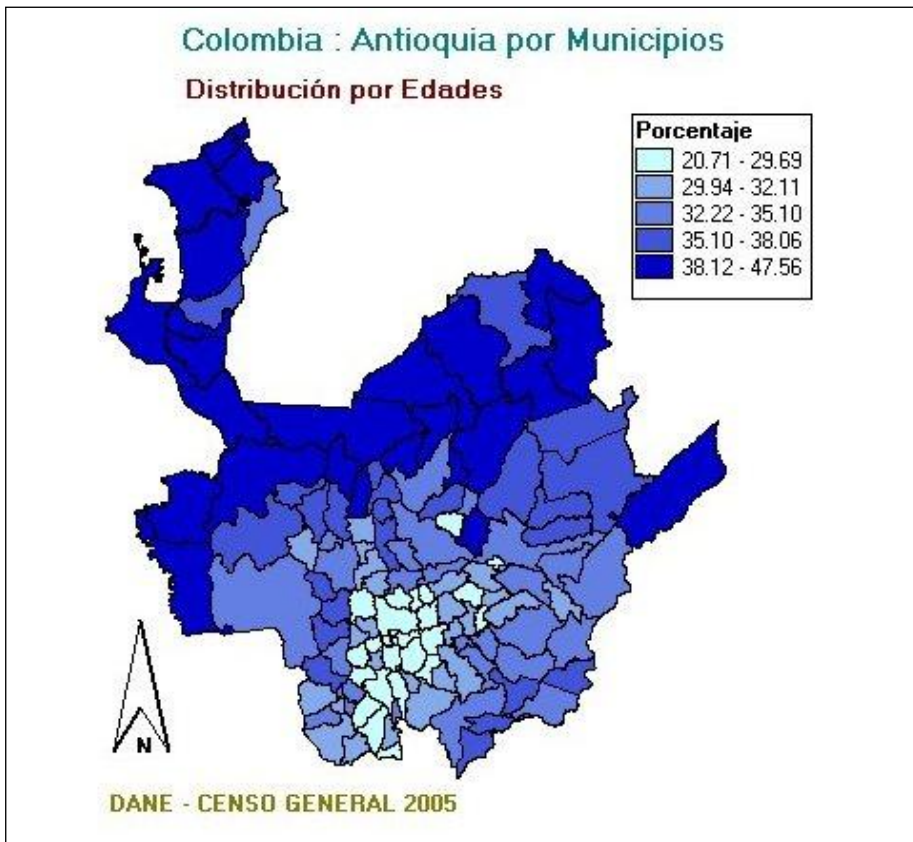 Colombia : Antioquia por Municipios
Distribución por Edades
Porcentaje
20.71 - 29.69
29.94 - 32.11
32.22 - 35.10
35.10 - 38.06
38.12 - 47.56
N
DANE - CENSO GENERAL 2005